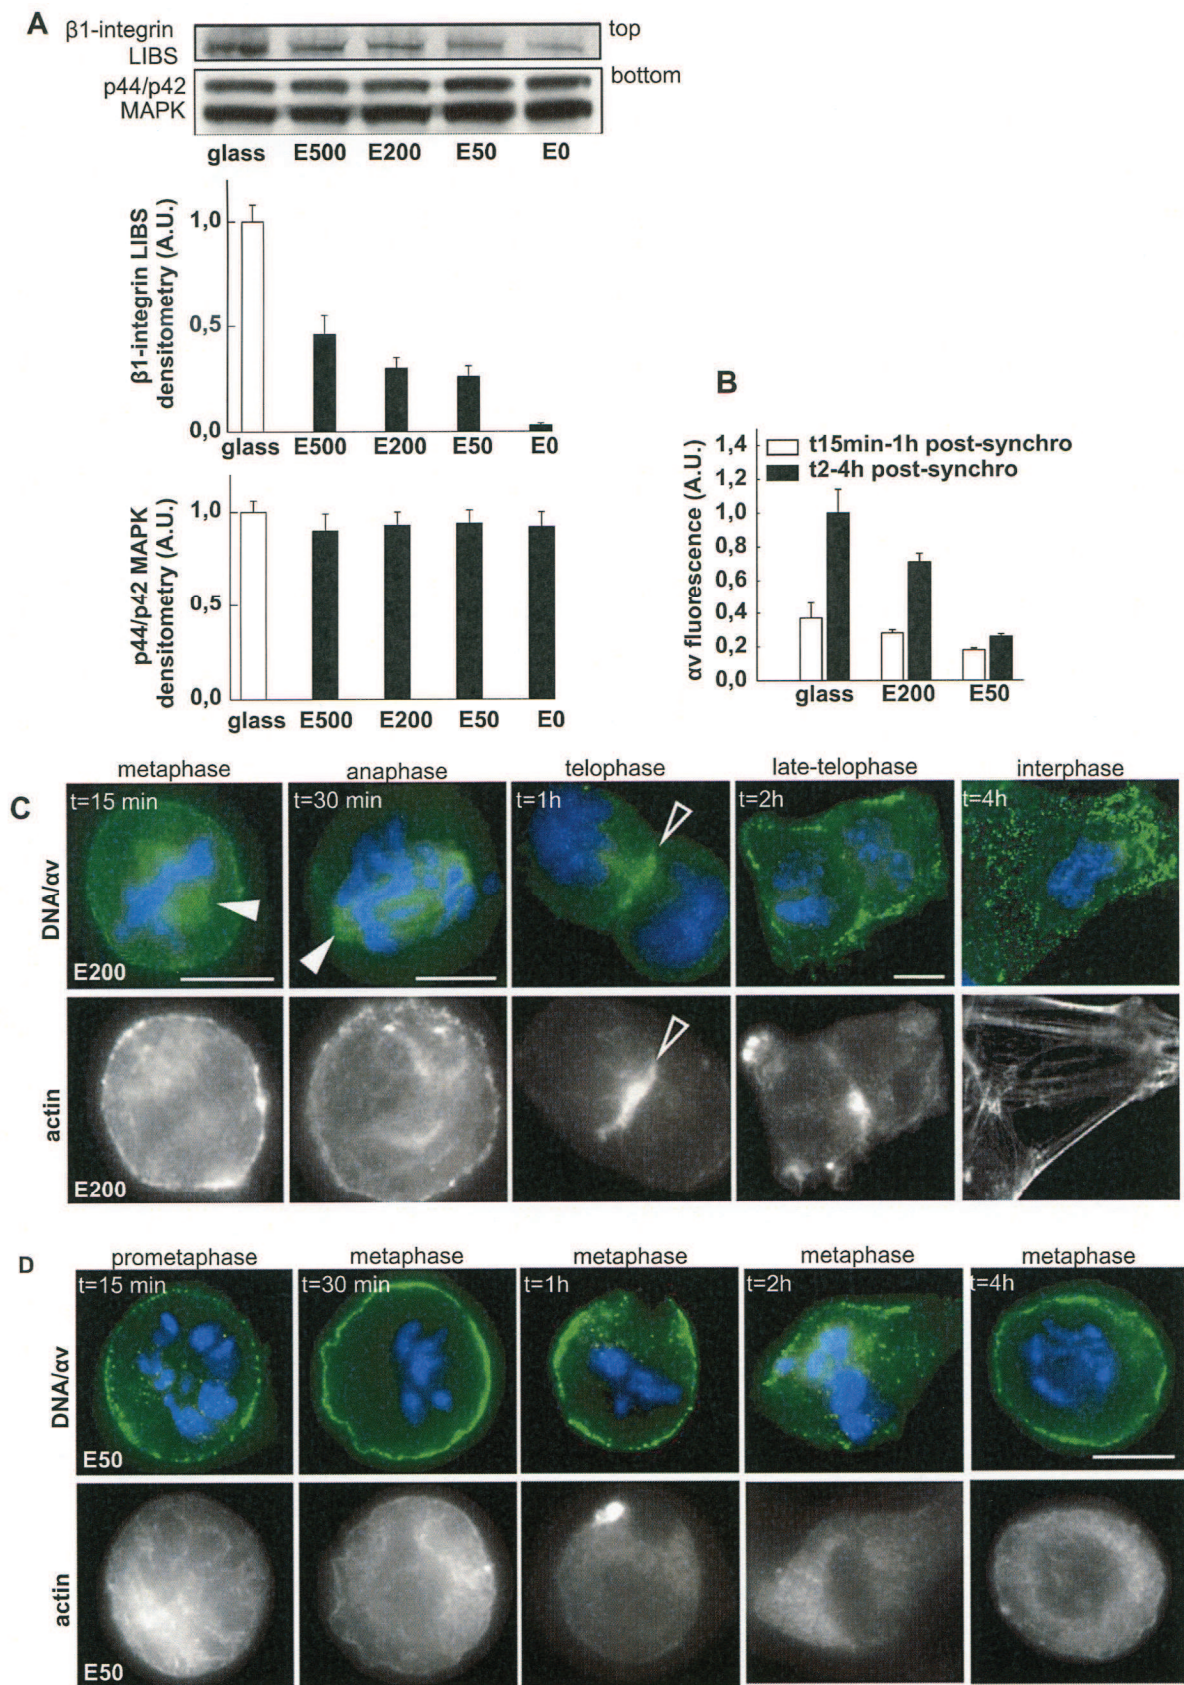 A
β1-integrin
LIBS
top
p44/p42
MAPK
bottom
glass E500 E200 E50 E0
β1-integrin LIBS
densitometry (A.U.)
1,0
0,5
0,0
glass E500 E200 E50 E0
p44/p42 MAPK
densitometry (A.U.)
1,0
0,5
0,0
glass E500 E200 E50 E0
B
αv fluorescence (A.U.)
1,4
1,2
1,0
0,8
0,6
0,4
0,2
0,0
t15min-1h post-synchro
t2-4h post-synchro
glass E200 E50
C
metaphase anaphase telophase late-telophase interphase
t=15 min t=30 min t=1h t=2h t=4h
DNA/αv
E200
actin
E200
D
prometaphase metaphase metaphase metaphase metaphase
t=15 min t=30 min t=1h t=2h t=4h
DNA/αv
E50
actin
E50